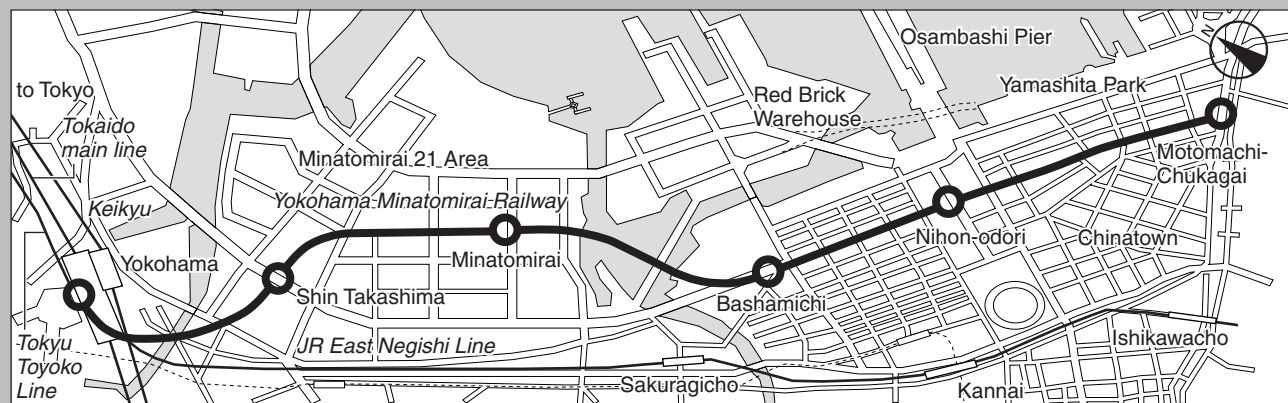 to Tokyo
Tokaido
main line
Keikyu
Yokohama
Tokyu
Toyoko
Line
Shin Takashima
Minatomirai 21 Area
Yokohama Minatomirai Railway
Minatomirai
JR East Negishi Line
Sakuragicho
Red Brick
Warehouse
Bashamichi
Osambashi Pier
Nihon-odori
Yamashita Park
Motomachi-
Chukagai
Chinatown
Kannai
Ishikawacho
N